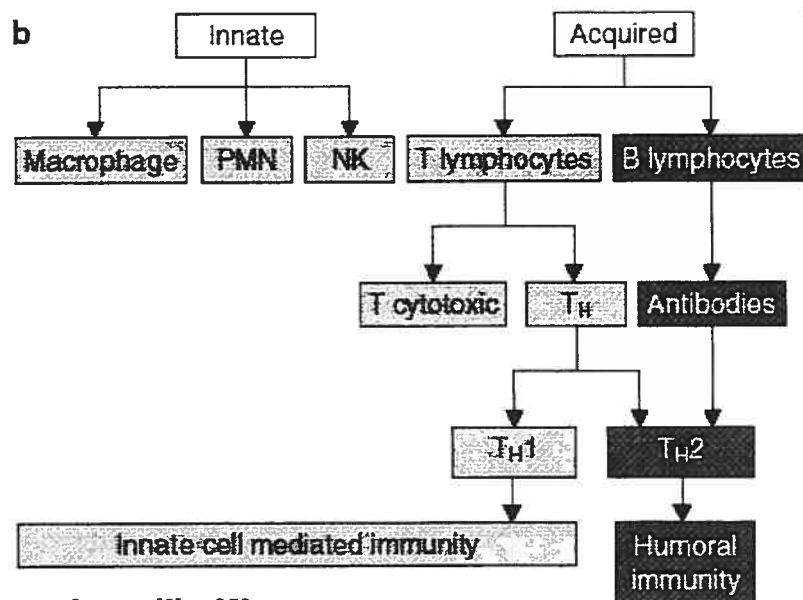 b
Innate
Acquired
Macrophage
PMN
NK
T lymphocytes
B lymphocytes
T cytotoxic
TH
Antibodies
TH1
TH2
Innate-cell mediated immunity
Humoral
immunity